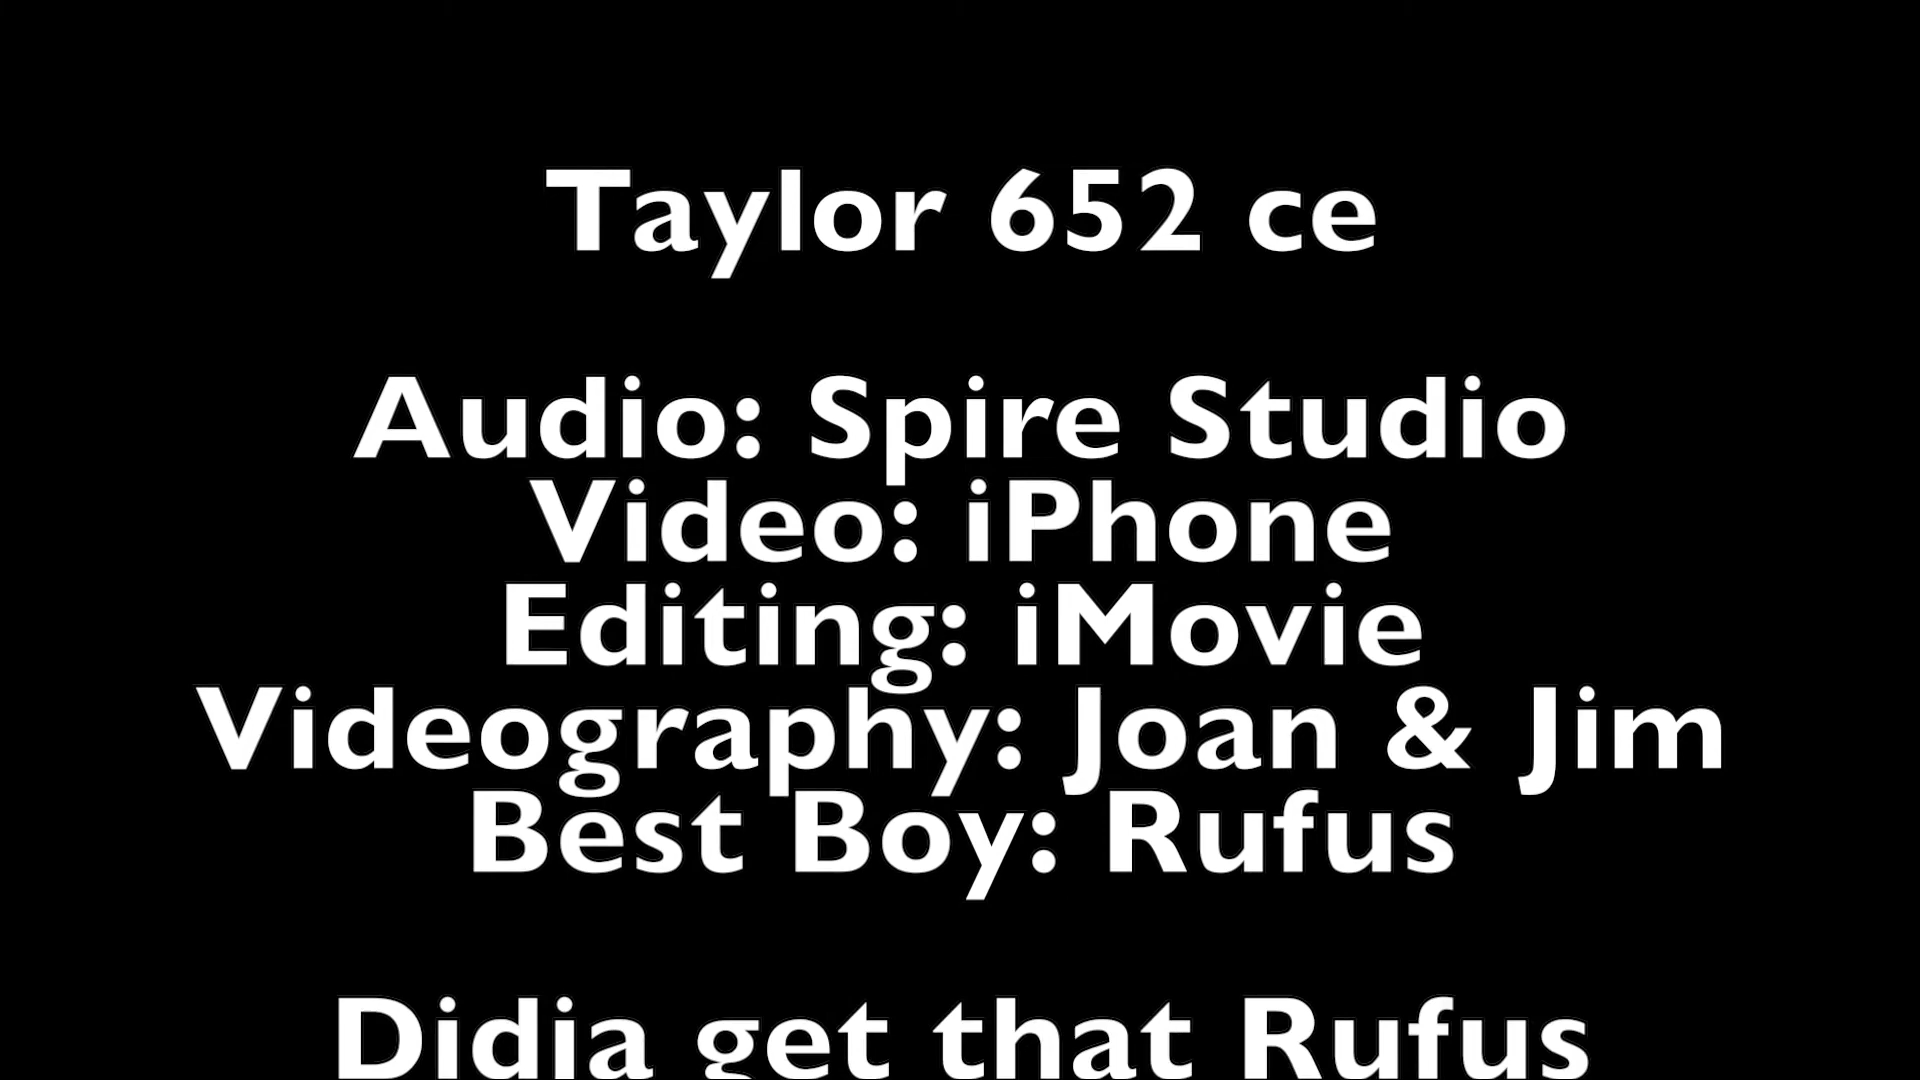 Taylor 652 ce
Audio: Spire Studio
Video: iPhone
Editing: iMovie
Videography: Joan & Jim
Best Boy: Rufus
Didia get that Rufus